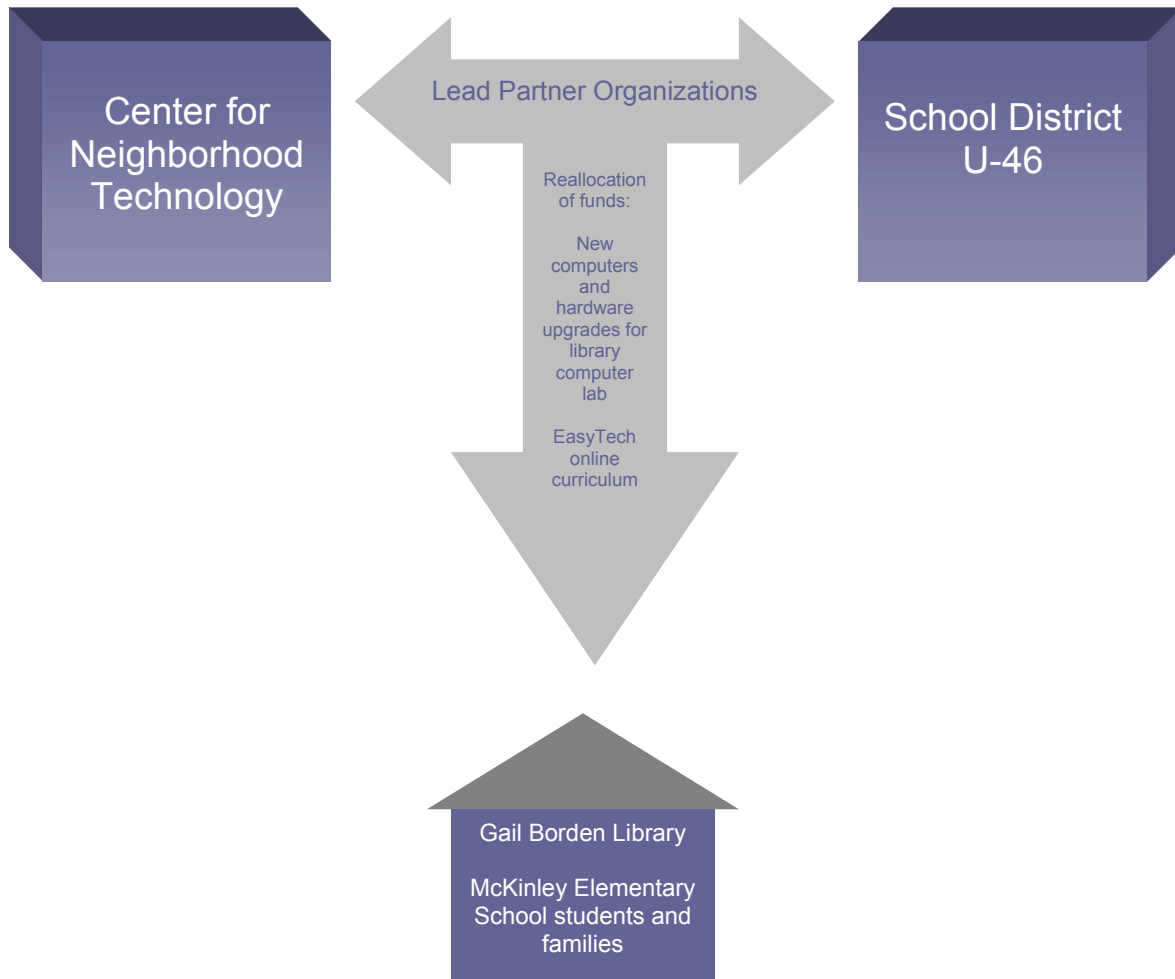 Center for
Neighborhood
Technology
Lead Partner Organizations
School District
U-46
Reallocation
of funds:
New
computers
and
hardware
upgrades for
library
computer
lab
EasyTech
online
curriculum
Gail Borden Library
McKinley Elementary
School students and
families